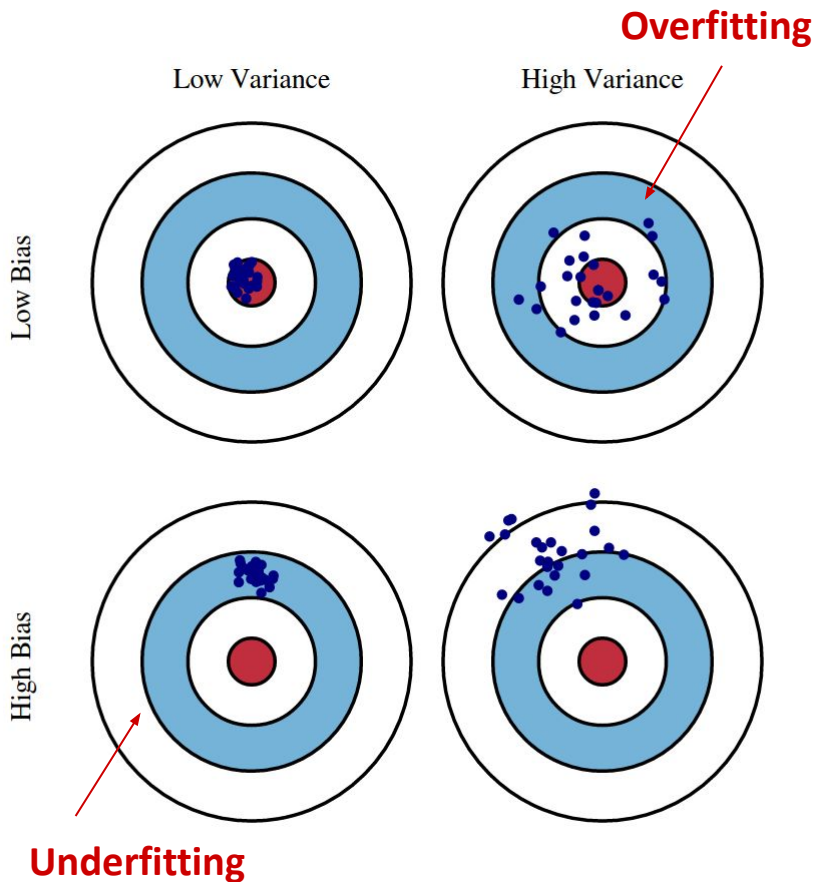 Overfitting
Low Variance
High Variance
Low Bias
High Bias
Underfitting